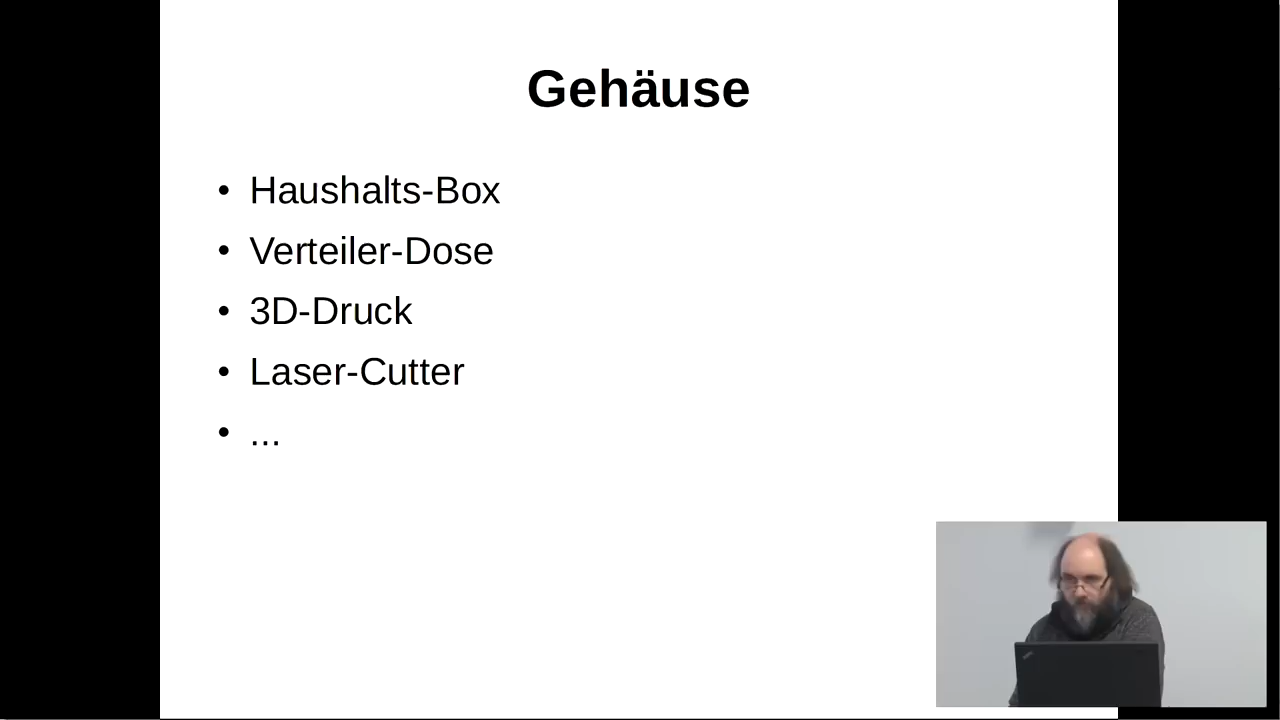 Gehäuse
• Haushalts-Box
• Verteiler-Dose
• 3D-Druck
• Laser-Cutter
• ...